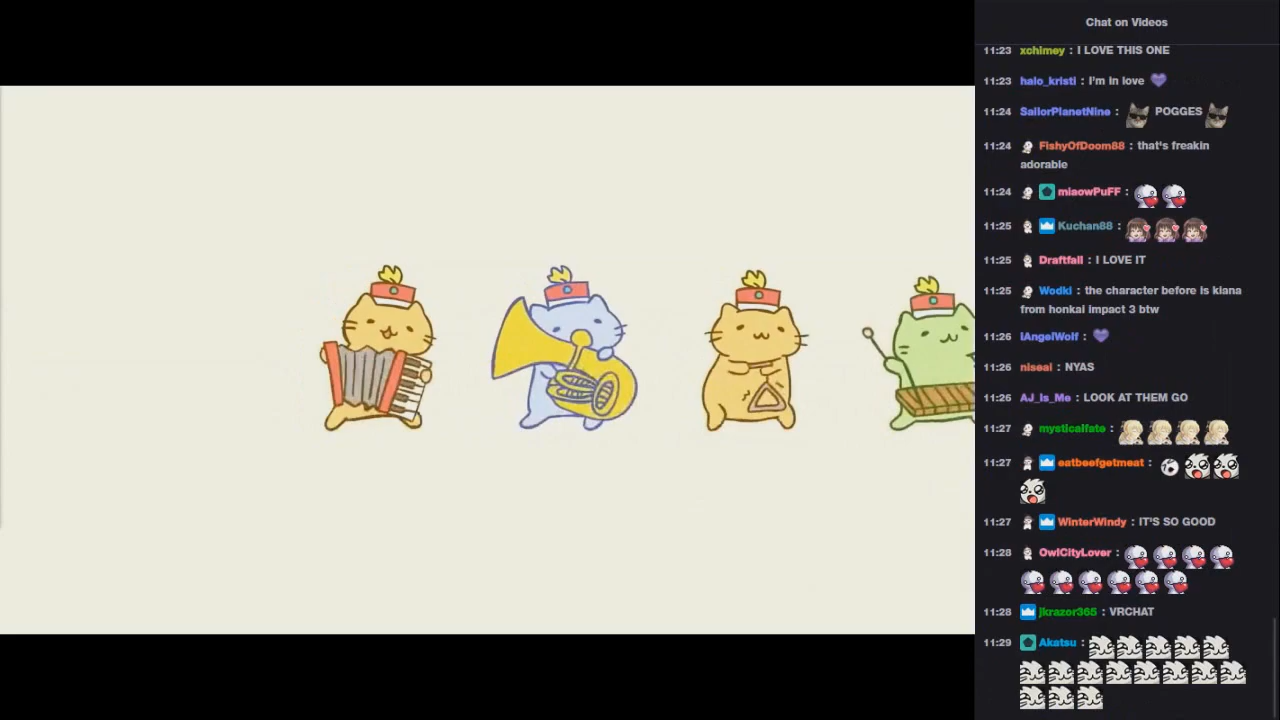 Chat on Videos
11:23 xchimey : I LOVE THIS ONE
11:23 halo_kristi : I'm in love
11:24 SailorPlanetNine : POGGES
11:24 FishyOfDoom88 : that's freakin
adorable
11:24 miaowPuFF :
11:25 Kuchan88 :
11:25 Draftfall : I LOVE IT
11:25 Wodki : the character before is kiana
from honkai impact 3 btw
11:26 IAngelWolf :
11:26 niseal : NYAS
11:26 AJ_Is_Me : LOOK AT THEM GO
11:27 mysticalfate :
11:27 eatbeefgetmeat :
11:27 WinterWindy : IT'S SO GOOD
11:28 OwlCityLover :
11:28 jkrazor365 : VRCHAT
11:29 Akatsu :